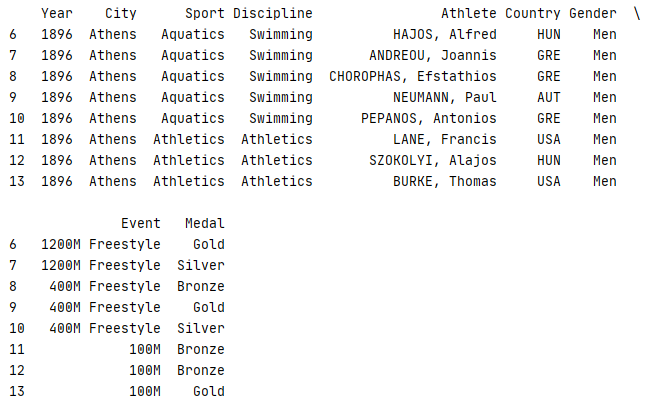 Year    City      Sport Discipline                Athlete Country Gender  \
6   1896  Athens   Aquatics   Swimming          HAJOS, Alfred     HUN    Men
7   1896  Athens   Aquatics   Swimming       ANDREOU, Joannis     GRE    Men
8   1896  Athens   Aquatics   Swimming  CHOROPHAS, Efstathios     GRE    Men
9   1896  Athens   Aquatics   Swimming          NEUMANN, Paul     AUT    Men
10  1896  Athens   Aquatics   Swimming      PEPANOS, Antonios     GRE    Men
11  1896  Athens  Athletics  Athletics          LANE, Francis     USA    Men
12  1896  Athens  Athletics  Athletics       SZOKOLYI, Alajos     HUN    Men
13  1896  Athens  Athletics  Athletics          BURKE, Thomas     USA    Men

              Event   Medal
6   1200M Freestyle    Gold
7   1200M Freestyle  Silver
8    400M Freestyle  Bronze
9    400M Freestyle    Gold
10   400M Freestyle  Silver
11             100M  Bronze
12             100M  Bronze
13             100M    Gold